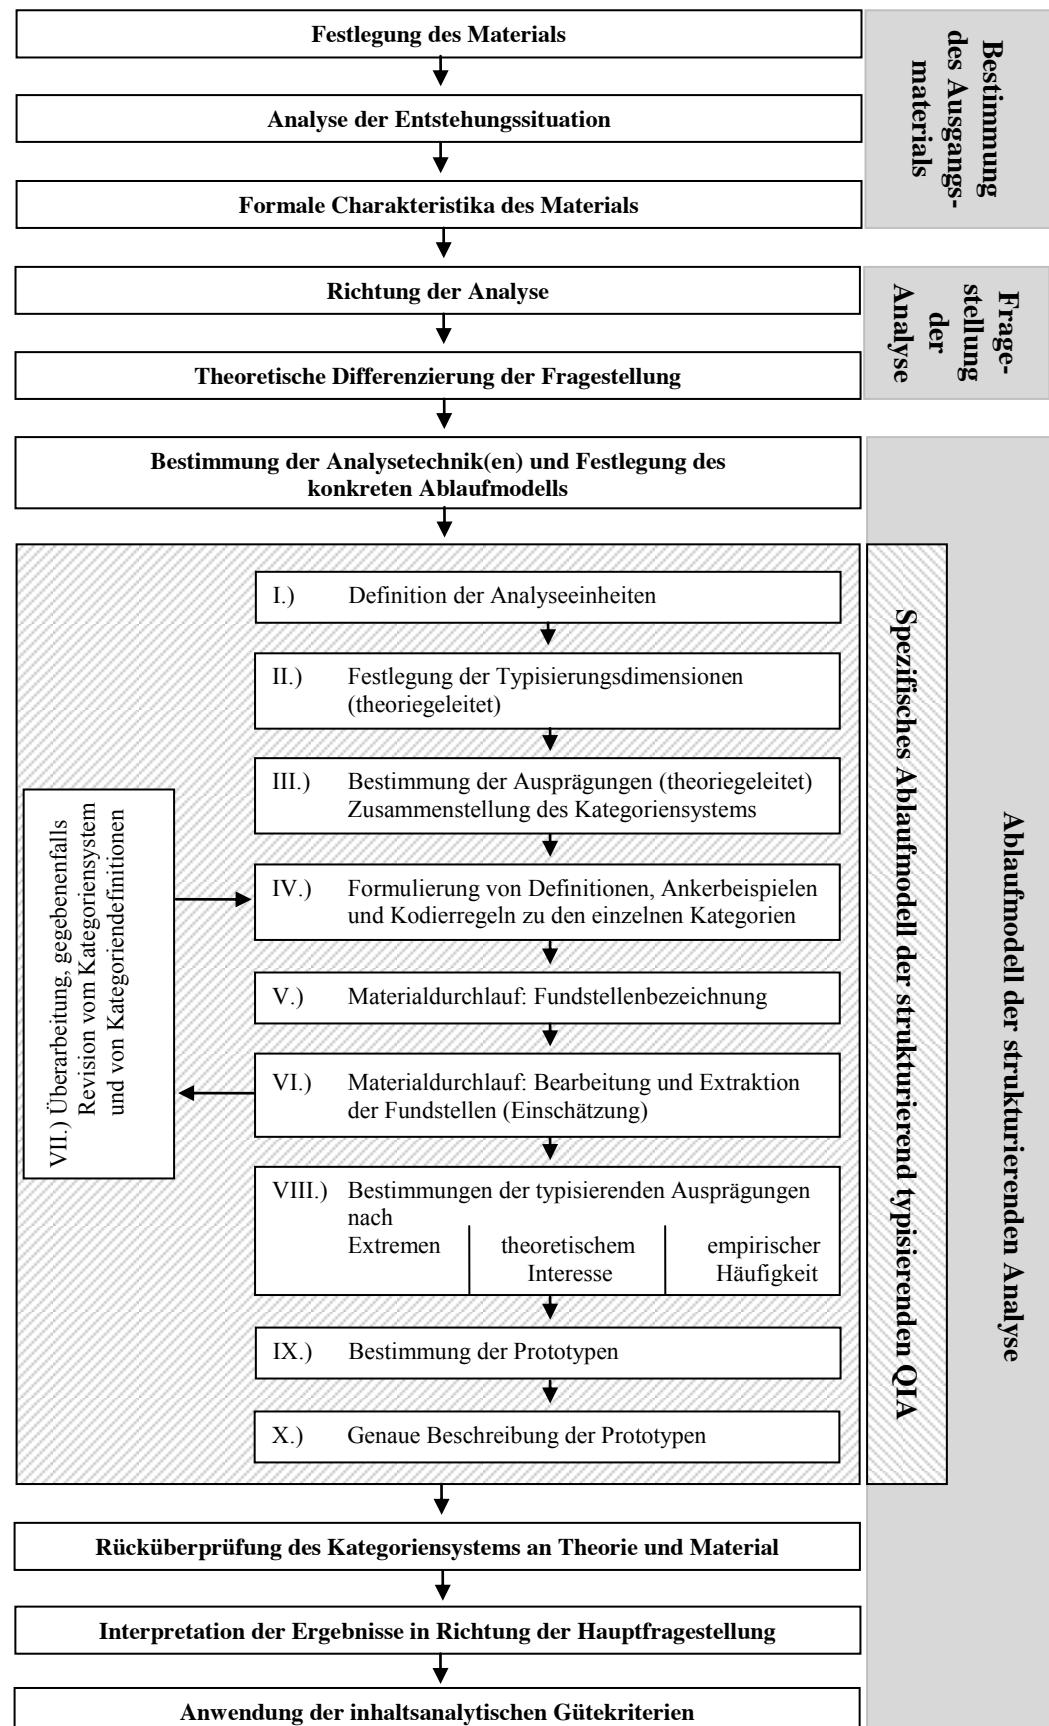 Festlegung des Materials
Analyse der Entstehungssituation
Formale Charakteristika des Materials
Bestimmung
des Ausgangs-
materials
Richtung der Analyse
Theoretische Differenzierung der Fragestellung
Frage-
stellung
der
Analyse
Bestimmung der Analysetechnik(en) und Festlegung des
konkreten Ablaufmodells
I.) Definition der Analyseeinheiten
II.) Festlegung der Typisierungsdimensionen
(theoriegeleitet)
III.) Bestimmung der Ausprägungen (theoriegeleitet)
Zusammenstellung des Kategoriensystems
IV.) Formulierung von Definitionen, Ankerbeispielen
und Kodierregeln zu den einzelnen Kategorien
V.) Materialdurchlauf: Fundstellenbezeichnung
VI.) Materialdurchlauf: Bearbeitung und Extraktion
der Fundstellen (Einschätzung)
VII.) Überarbeitung, gegebenenfalls
Revision vom Kategoriensystem
und von Kategoriendefinitionen
VIII.) Bestimmungen der typisierenden Ausprägungen
nach
Extremen
theoretischem
Interesse
empirischer
Häufigkeit
IX.) Bestimmung der Prototypen
X.) Genaue Beschreibung der Prototypen
Spezifisches Ablaufmodell der strukturierend typisierenden QIA
Ablaufmodell der strukturierenden Analyse
Rücküberprüfung des Kategoriensystems an Theorie und Material
Interpretation der Ergebnisse in Richtung der Hauptfragestellung
Anwendung der inhaltsanalytischen Gütekriterien